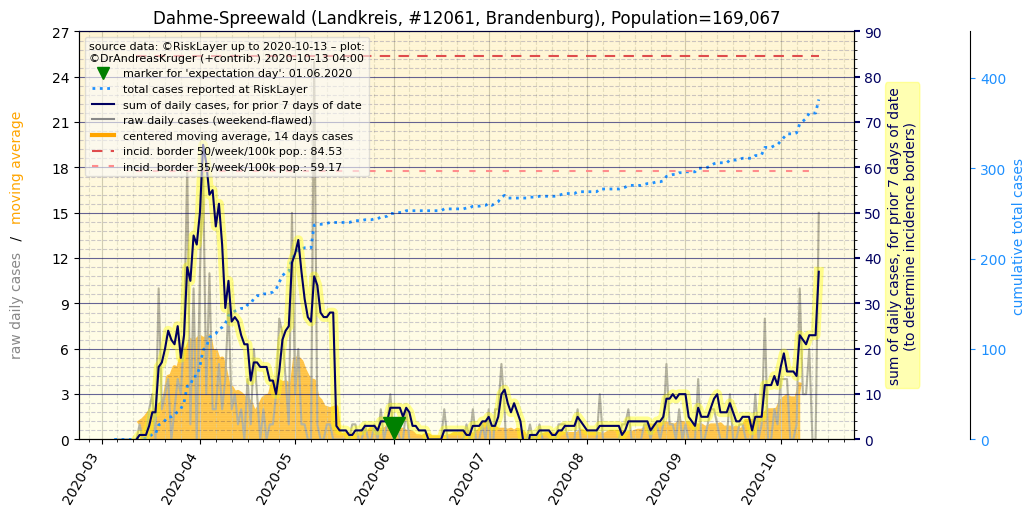 Dahme-Spreewald (Landkreis, #12061, Brandenburg), Population=169,067
source data: ©RiskLayer up to 2020-10-13 – plot:
©DrAndreasKruger (+contrib.) 2020-10-13 04:00
marker for 'expectation day': 01.06.2020
total cases reported at RiskLayer
sum of daily cases, for prior 7 days of date
raw daily cases (weekend-flawed)
centered moving average, 14 days cases
incid. border 50/week/100k pop.: 84.53
incid. border 35/week/100k pop.: 59.17
raw daily cases / moving average
27
24
21
18
15
12
9
6
3
0
2020-03
2020-04
2020-05
2020-06
2020-07
2020-08
2020-09
2020-10
90
80
70
60
50
40
30
20
10
0
sum of daily cases, for prior 7 days of date
(to determine incidence borders)
400
300
200
100
0
cumulative total cases